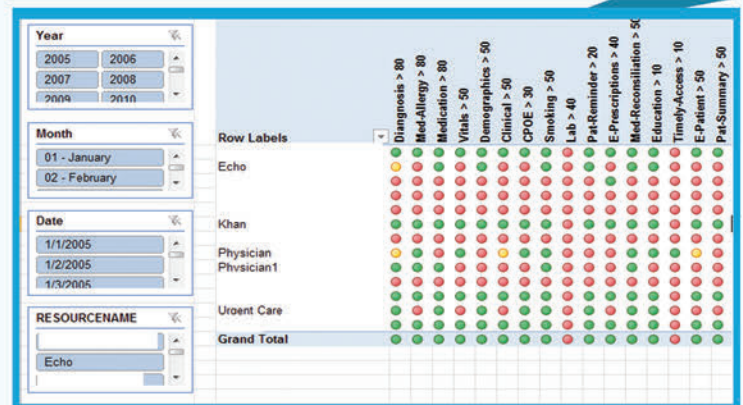 Year
2005 2006
2007 2008
2009 2010
Month
01 - January
02 - February
Date
1/1/2005
1/2/2005
1/3/2005
RESOURCENAME
Echo
Row Labels
Diangnosis > 80
Med-Allergy > 80
Medication > 80
Vitals > 50
Demographics > 50
Clinical > 50
CPOE > 30
Smoking > 50
Lab > 40
Pat-Reminder > 20
E-Prescriptions > 40
Med-Reconsiliation > 50
Education > 10
Timely-Access > 10
E-Patient > 50
Pat-Summary > 50
Echo
Khan
Physician
Physician1
Urgent Care
Grand Total